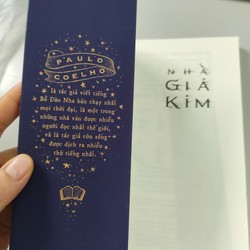 PAULO
COELHO
là tác giả viết tiếng
Bồ Đào Nha bán chạy nhất
mọi thời đại, là một trong
những nhà văn được nhiều
người đọc nhất thế giới,
và là tác giả còn sống
được dịch ra nhiều
thứ tiếng nhất.
NHÀ
GIẢ
KIM